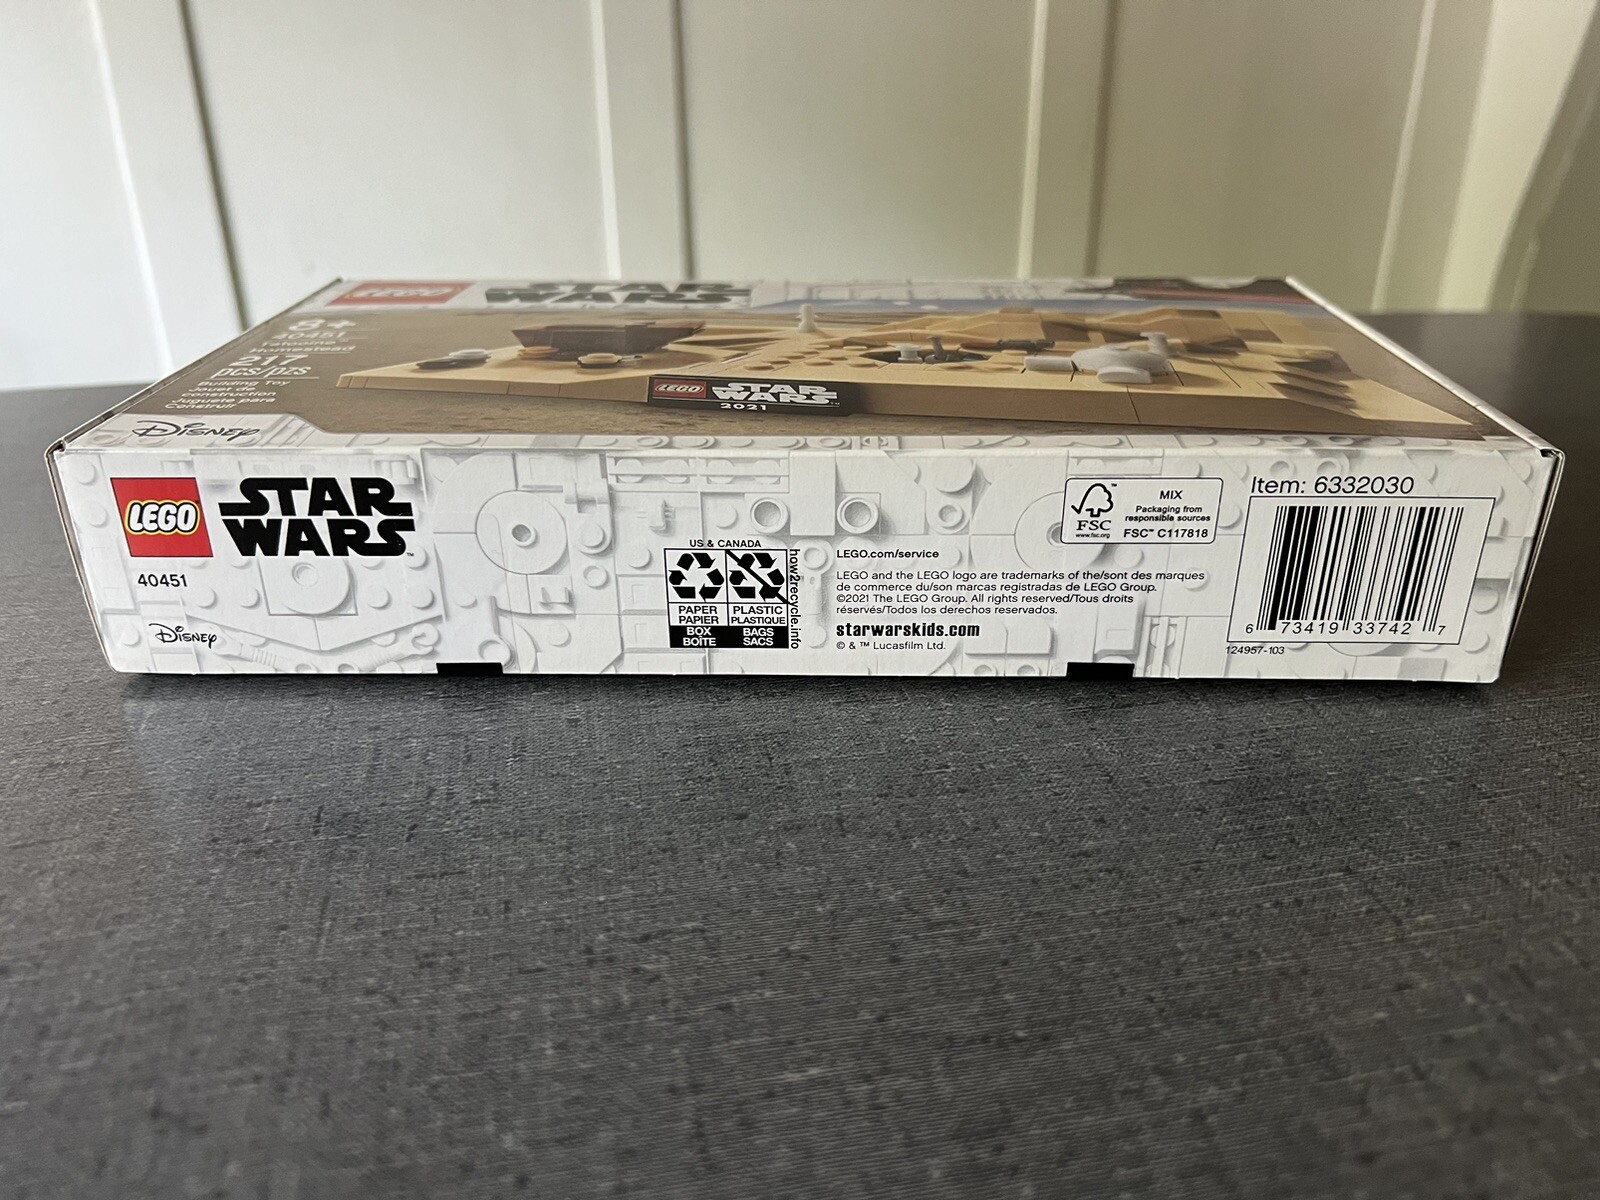 LEGO
STAR
WARS
8+
40451
Tatooine
Homestead
217
pcs/pzs
Building Toy
Jouet de
construction
Juguete para
Construir
Disney
LEGO STAR WARS™
2021
LEGO
STAR
WARS™
40451
Disney
US & CANADA
PAPER
PAPIER
BOX
BOÎTE
PLASTIC
PLASTIQUE
BAGS
SACS
how2recycle.info
LEGO.com/service
LEGO and the LEGO logo are trademarks of the/sont des marques
de commerce du/son marcas registradas de LEGO Group.
©2021 The LEGO Group. All rights reserved/Tous droits
réservés/Todos los derechos reservados.
starwarskids.com
© & ™ Lucasfilm Ltd.
FSC™
www.fsc.org
MIX
Packaging from
responsible sources
FSC™ C117818
Item: 6332030
6 73419 33742 7
124957-103